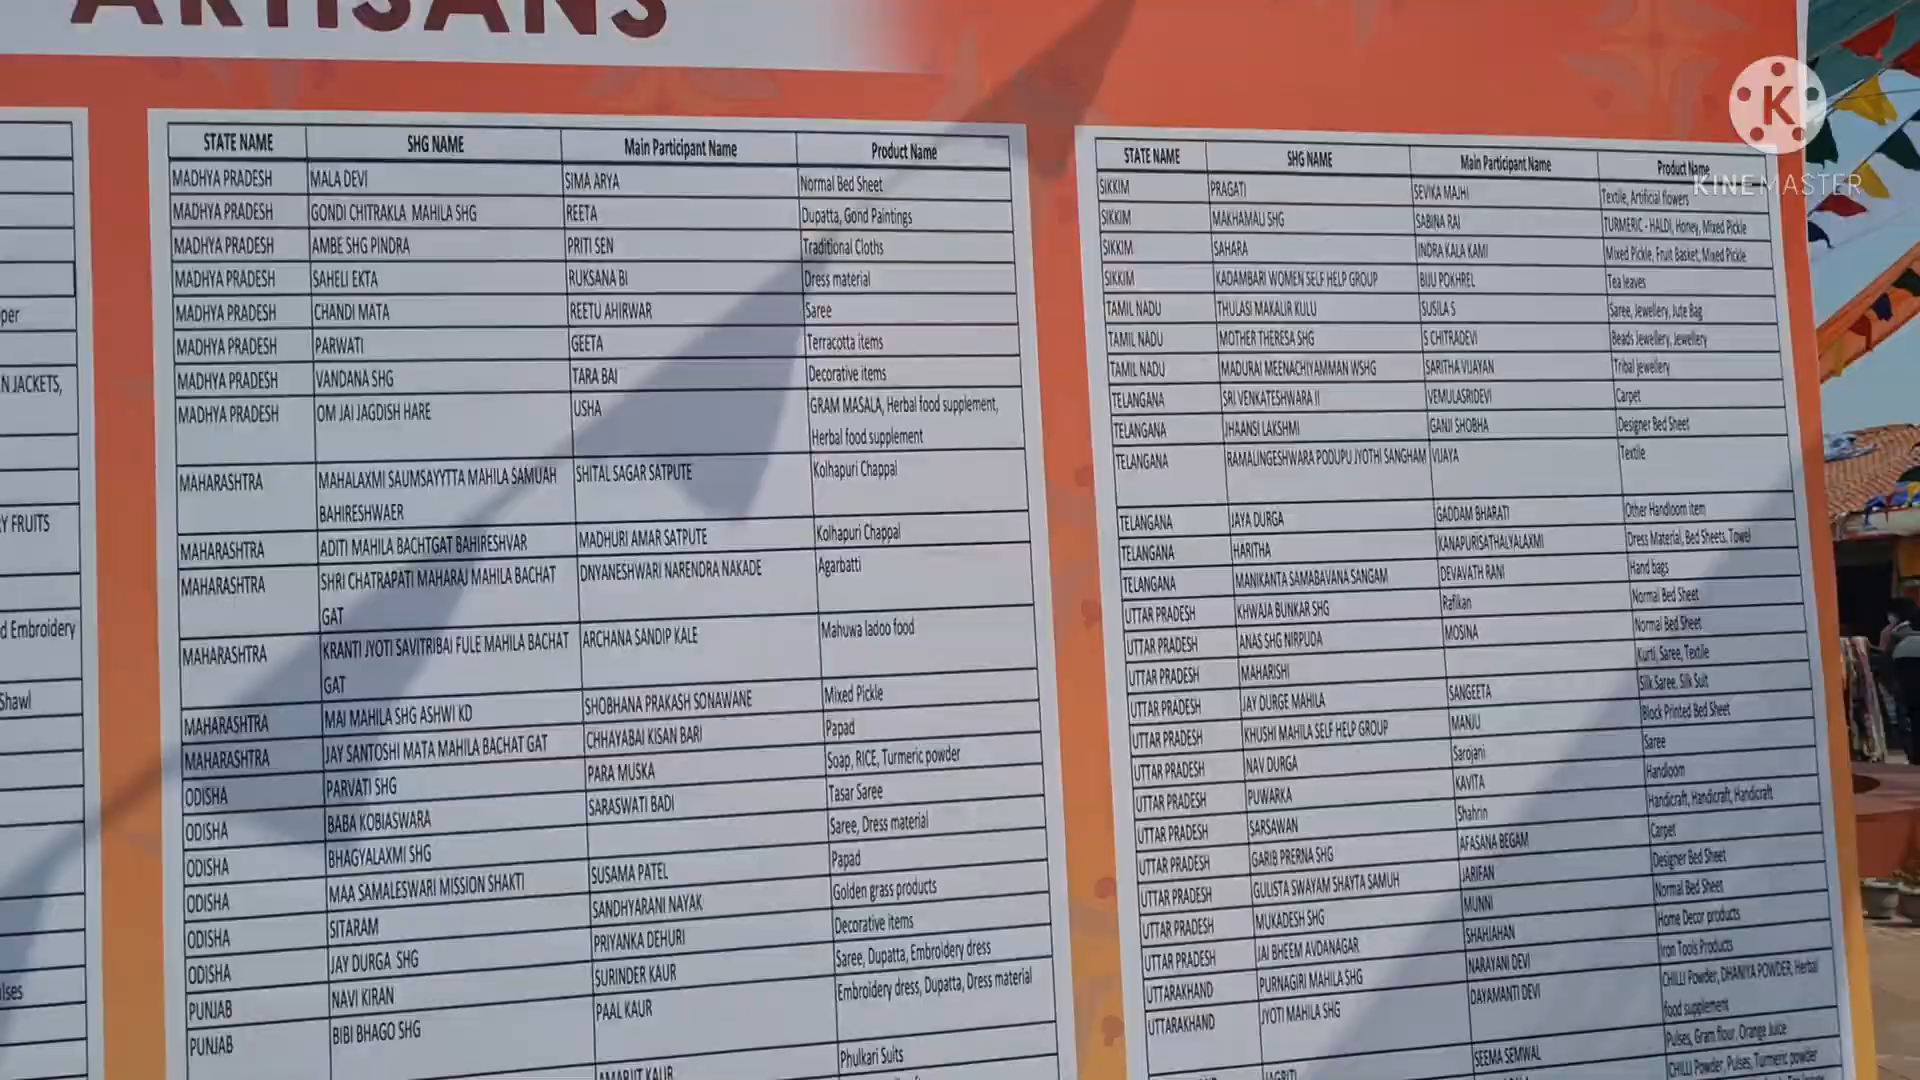 ARTISANS
KINEMASTER
per
N JACKETS,
Y FRUITS
d Embroidery
Shawl
STATE NAME SHG NAME Main Participant Name Product Name
MADHYA PRADESH MALA DEVI SIMA ARYA Normal Bed Sheet
MADHYA PRADESH GONDI CHITRAKLA MAHILA SHG REETA Dupatta, Gond Paintings
MADHYA PRADESH AMBE SHG PINDRA PRITI SEN Traditional Cloths
MADHYA PRADESH SAHELI EKTA RUKSANA BI Dress material
MADHYA PRADESH CHANDI MATA REETU AHIRWAR Saree
MADHYA PRADESH PARWATI GEETA Terracotta items
MADHYA PRADESH VANDANA SHG TARA BAI Decorative items
MADHYA PRADESH OM JAI JAGDISH HARE USHA GRAM MASALA, Herbal food supplement,
Herbal food supplement
MAHARASHTRA MAHALAXMI SAUMSAYYTTA MAHILA SAMUAH SHITAL SAGAR SATPUTE Kolhapuri Chappal
BAHIRESHWAER
MAHARASHTRA ADITI MAHILA BACHTGAT BAHIRESHVAR MADHURI AMAR SATPUTE Kolhapuri Chappal
MAHARASHTRA SHRI CHATRAPATI MAHARAJ MAHILA BACHAT DNYANESHWARI NARENDRA NAKADE Agarbatti
GAT
MAHARASHTRA KRANTI JYOTI SAVITRIBAI FULE MAHILA BACHAT ARCHANA SANDIP KALE Mahuwa ladoo food
GAT
MAHARASHTRA MAI MAHILA SHG ASHWI KD SHOBHANA PRAKASH SONAWANE Mixed Pickle
MAHARASHTRA JAY SANTOSHI MATA MAHILA BACHAT GAT CHHAYABAI KISAN BARI Papad
ODISHA PARVATI SHG PARA MUSKA Soap, RICE, Turmeric powder
ODISHA BABA KOBIASWARA SARASWATI BADI Tasar Saree
ODISHA BHAGYALAXMI SHG Saree, Dress material
ODISHA MAA SAMALESWARI MISSION SHAKTI SUSAMA PATEL Papad
ODISHA SITARAM SANDHYARANI NAYAK Golden grass products
ODISHA JAY DURGA SHG PRIYANKA DEHURI Decorative items
PUNJAB NAVI KIRAN SURINDER KAUR Saree, Dupatta, Embroidery dress
PUNJAB BIBI BHAGO SHG PAAL KAUR Embroidery dress, Dupatta, Dress material
AMARJIT KAUR Phulkari Suits
STATE NAME SHG NAME Main Participant Name Product Name
SIKKIM PRAGATI SEVIKA MAJHI Textile, Artificial flowers
SIKKIM MAKHAMALI SHG SABINA RAI TURMERIC - HALDI, Honey, Mixed Pickle
SIKKIM SAHARA INDRA KALA KAMI Mixed Pickle, Fruit Basket, Mixed Pickle
SIKKIM KADAMBARI WOMEN SELF HELP GROUP BIJU POKHREL Tea leaves
TAMIL NADU THULASI MAKALIR KULU SUSILA S Saree, Jewellery, Jute Bag
TAMIL NADU MOTHER THERESA SHG S CHITRADEVI Beads Jewellery, Jewellery
TAMIL NADU MADURAI MEENACHIYAMMAN WSHG SARITHA VIJAYAN Tribal jewellery
TELANGANA SRI VENKATESHWARA II VEMULASRIDEVI Carpet
TELANGANA JHAANSI LAKSHMI GANJI SHOBHA Designer Bed Sheet
TELANGANA RAMALINGESHWARA PODUPU JYOTHI SANGHAM VIJAYA Textile
TELANGANA JAYA DURGA GADDAM BHARATI Other Handloom item
TELANGANA HARITHA KANAPURISATHALYALAXMI Dress Material, Bed Sheets, Towel
TELANGANA MANIKANTA SAMABAVANA SANGAM DEVAVATH RANI Hand bags
UTTAR PRADESH KHWAJA BUNKAR SHG Rafikan Normal Bed Sheet
UTTAR PRADESH ANAS SHG NIRPUDA MOSINA Normal Bed Sheet
UTTAR PRADESH MAHARISHI Kurti, Saree, Textile
UTTAR PRADESH JAY DURGE MAHILA SANGEETA Silk Saree, Silk Suit
UTTAR PRADESH KHUSHI MAHILA SELF HELP GROUP MANJU Block Printed Bed Sheet
UTTAR PRADESH NAV DURGA Sarojani Saree
UTTAR PRADESH PUWARKA KAVITA Handloom
UTTAR PRADESH SARSAWAN Shahrin Handicraft, Handicraft, Handicraft
UTTAR PRADESH GARIB PRERNA SHG AFASANA BEGAM Carpet
UTTAR PRADESH GULISTA SWAYAM SHAYTA SAMUH JARIFAN Designer Bed Sheet
UTTAR PRADESH MUKADESH SHG MUNNI Normal Bed Sheet
UTTAR PRADESH JAI BHEEM AVDANAGAR SHAHJAHAN Home Decor products
UTTARAKHAND PURNAGIRI MAHILA SHG NARAYANI DEVI Iron Tools Products
UTTARAKHAND JYOTI MAHILA SHG DAYAMANTI DEVI CHILLI Powder, DHANIYA POWDER, Herbal
food supplement
JAGRITI SEEMA SEMWAL Pulses, Gram flour, Orange Juice
CHILLI Powder, Pulses, Turmeric powder